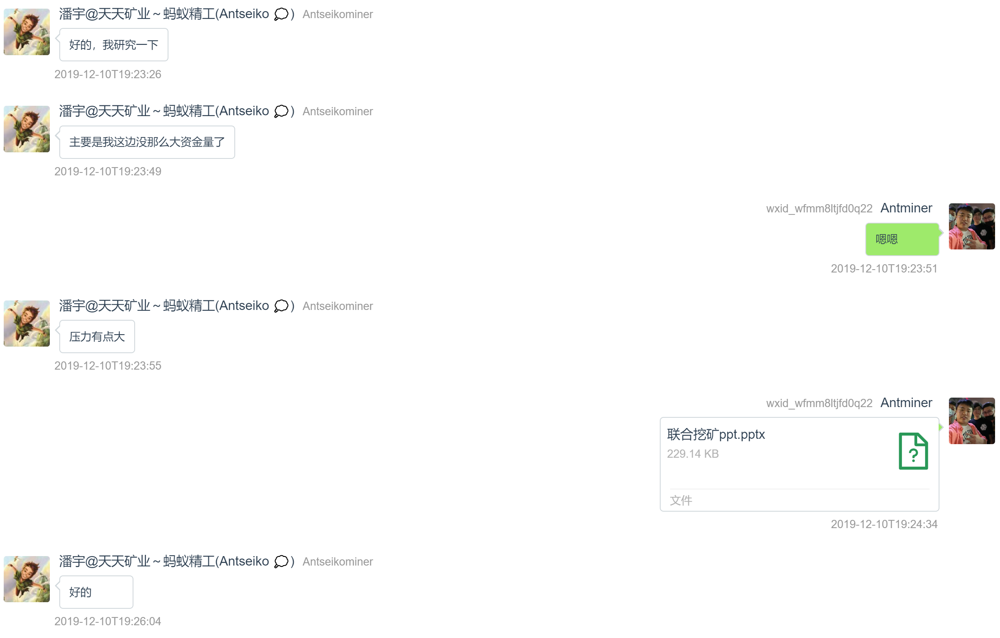 潘宇@天天矿业～蚂蚁精工(Antseiko 💭) Antseikominer
好的，我研究一下
2019-12-10T19:23:26
潘宇@天天矿业～蚂蚁精工(Antseiko 💭) Antseikominer
主要是我这边没那么大资金量了
2019-12-10T19:23:49
wxid_wfmm8ltjfd0q22 Antminer
嗯嗯
2019-12-10T19:23:51
潘宇@天天矿业～蚂蚁精工(Antseiko 💭) Antseikominer
压力有点大
2019-12-10T19:23:55
wxid_wfmm8ltjfd0q22 Antminer
联合挖矿ppt.pptx
229.14 KB
文件
2019-12-10T19:24:34
潘宇@天天矿业～蚂蚁精工(Antseiko 💭) Antseikominer
好的
2019-12-10T19:26:04